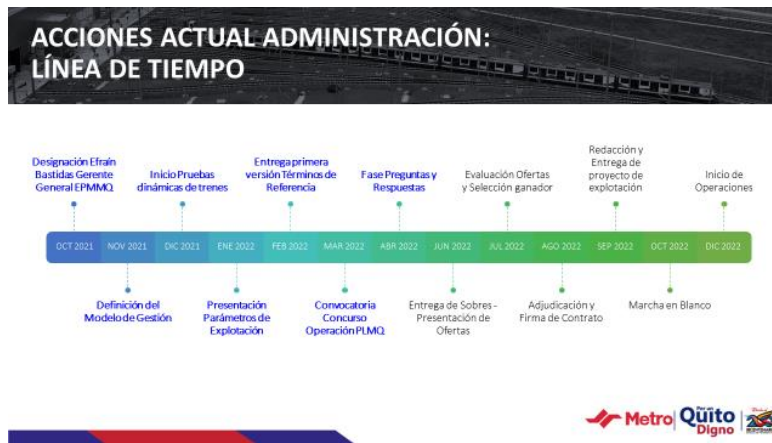 ACCIONES ACTUAL ADMINISTRACIÓN:
LÍNEA DE TIEMPO
Designación Efraín
Bastidas Gerente
General EPMMQ
Inicio Pruebas
dinámicas de trenes
Entrega primera
versión Términos de
Referencia
Fase Preguntas y
Respuestas
Evaluación Ofertas
y Selección ganador
Redacción y
Entrega de
proyecto de
explotación
Inicio de
Operaciones
OCT 2021 NOV 2021 DIC 2021 ENE 2022 FEB 2022 MAR 2022 ABR 2022 JUN 2022 JUL 2022 AGO 2022 SEP 2022 OCT 2022 DIC 2022
Definición del
Modelo de Gestión
Presentación
Parámetros de
Explotación
Convocatoria
Concurso
Operación PLMQ
Entrega de Sobres -
Presentación de
Ofertas
Adjudicación y
Firma de Contrato
Marcha en Blanco
Metro
Por un
Quito
Digno